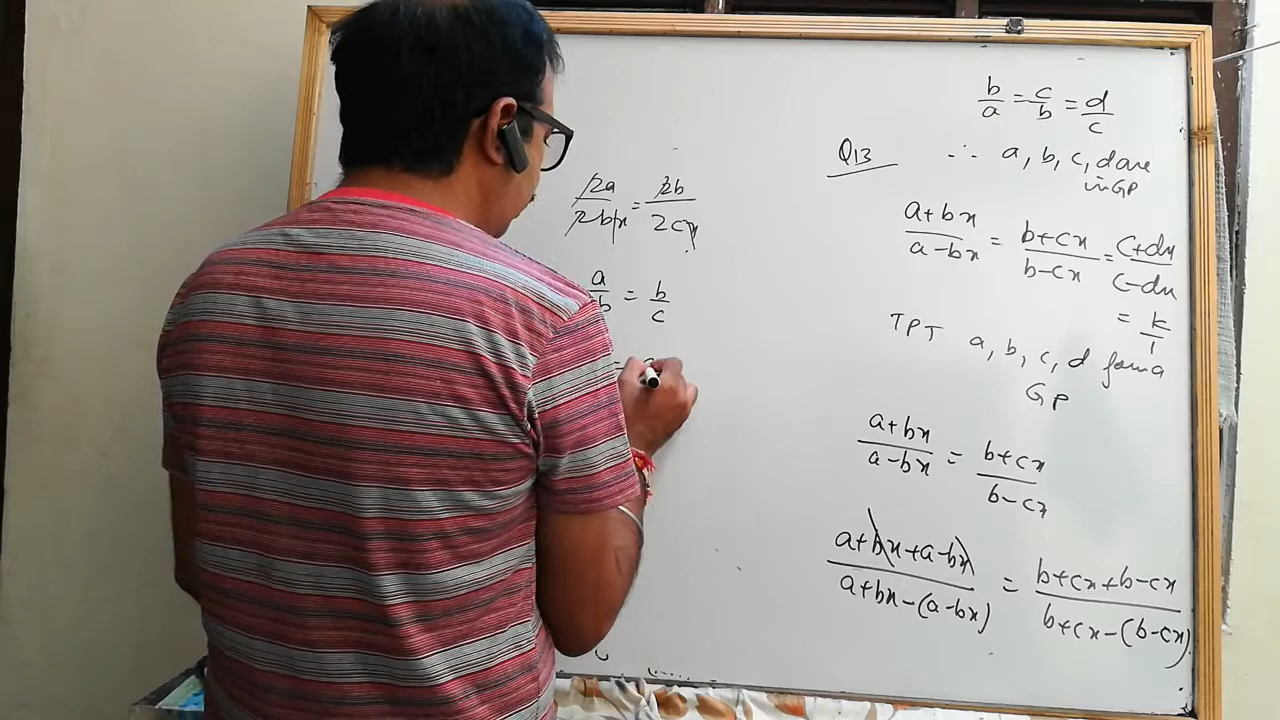 b/a = c/b = d/c
Q13 ∴ a, b, c, d are
in GP
(a+bx)/(a-bx) = (b+cx)/(b-cx) = (c+dx)/(c-dx)
= k/1
TPT a, b, c, d form a
GP
(a+bx)/(a-bx) = (b+cx)/(b-cx)
(a+bx+a-bx)/(a+bx-(a-bx)) = (b+cx+b-cx)/(b+cx-(b-cx))
2a/2bx = 2b/2cx
a/b = b/c
=